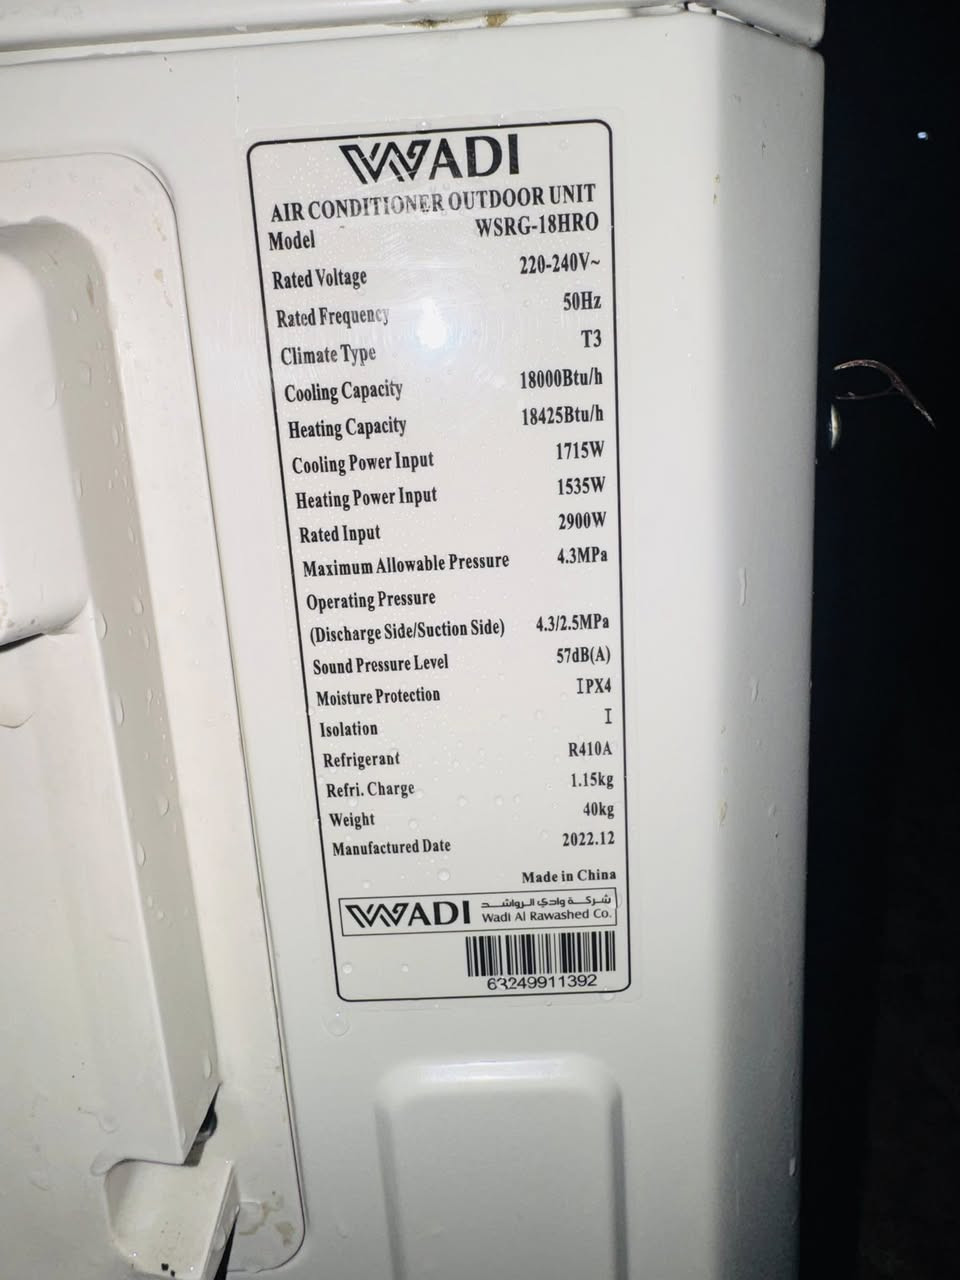 WADI
AIR CONDITIONER OUTDOOR UNIT
Model WSRG-18HRO
Rated Voltage 220-240V~
Rated Frequency 50Hz
Climate Type T3
Cooling Capacity 18000Btu/h
Heating Capacity 18425Btu/h
Cooling Power Input 1715W
Heating Power Input 1535W
Rated Input 2900W
Maximum Allowable Pressure 4.3MPa
Operating Pressure
(Discharge Side/Suction Side) 4.3/2.5MPa
Sound Pressure Level 57dB(A)
Moisture Protection IPX4
Isolation I
Refrigerant R410A
Refri. Charge 1.15kg
Weight 40kg
Manufactured Date 2022.12
Made in China
شركة وادي الرواشد
WADI Wadi Al Rawashed Co.
63249911392